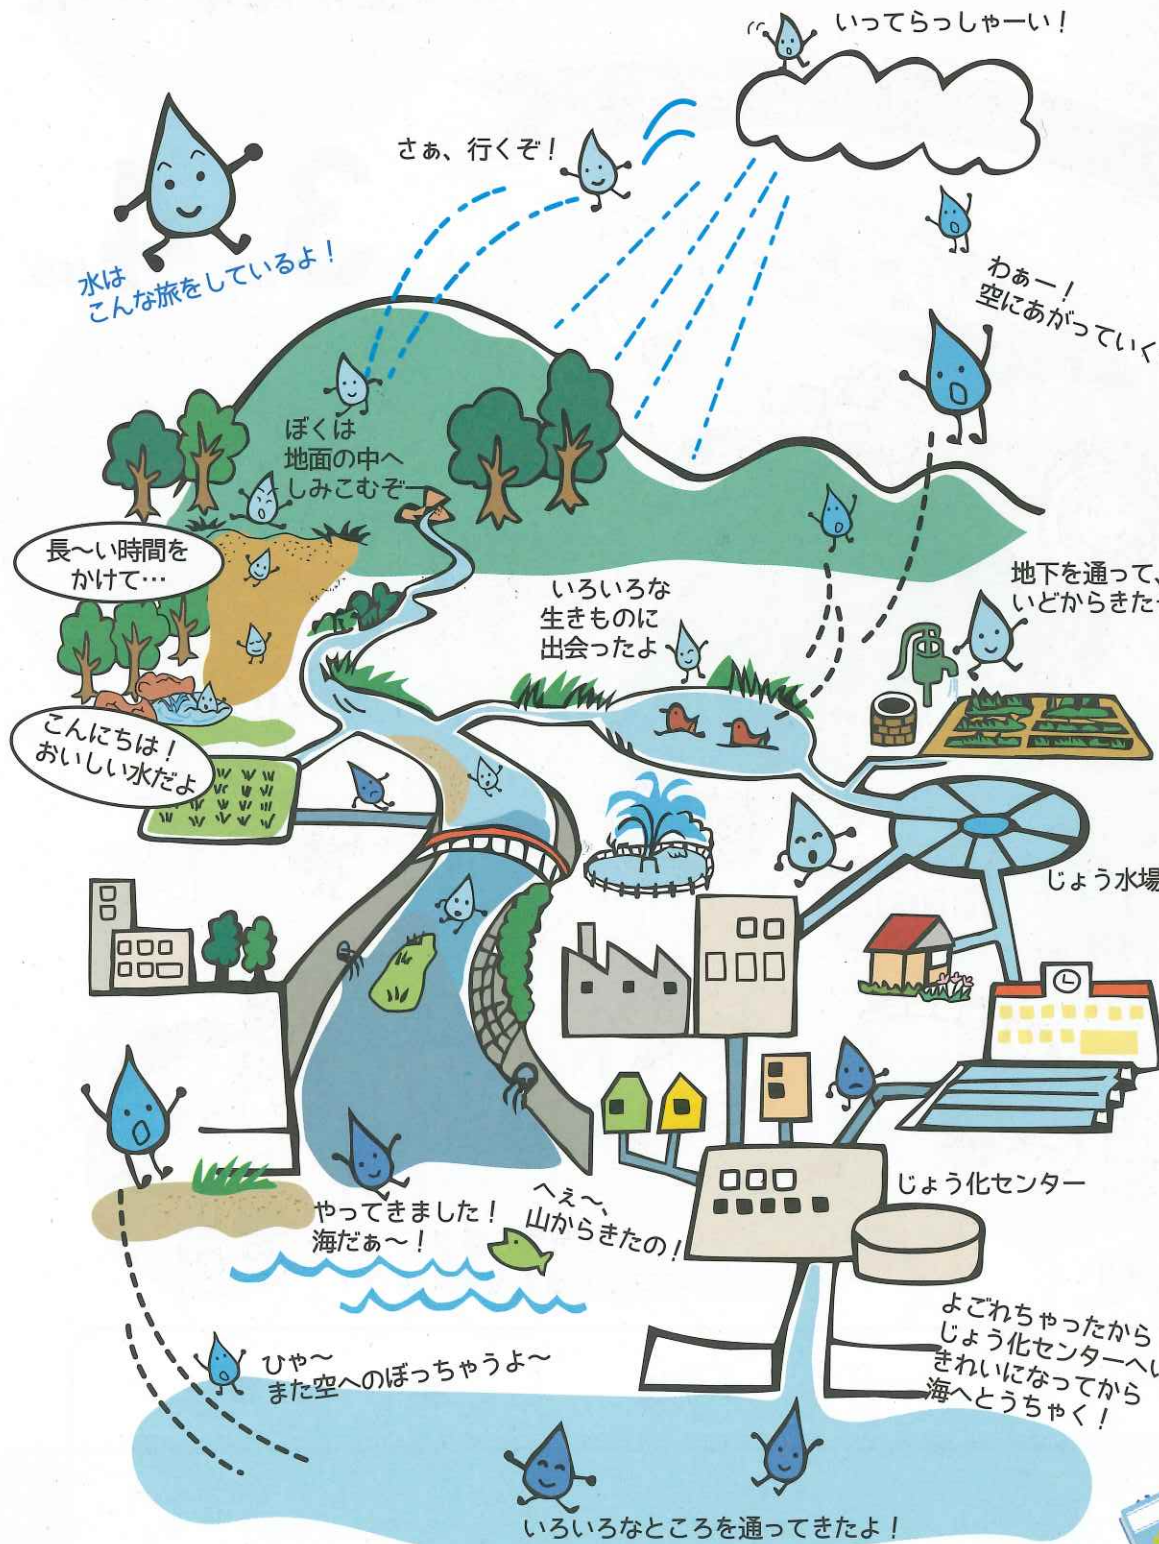 いってらっしゃーい！
さぁ、行くぞ！
水は
こんな旅をしているよ！
わぁー！
空にあがっていく
ぼくは
地面の中へ
しみこむぞー
長～い時間を
かけて…
いろいろな
生きものに
出会ったよ
地下を通って、
いどからきた
こんにちは！
おいしい水だよ
じょう水場
じょう化センター
やってきました！
海だぁ～！
へぇ～、
山からきたの！
よごれちゃったから
じょう化センターへ
きれいになってから
海へとうちゃく！
ひゃ～
また空へのぼっちゃうよ～
いろいろなところを通ってきたよ！